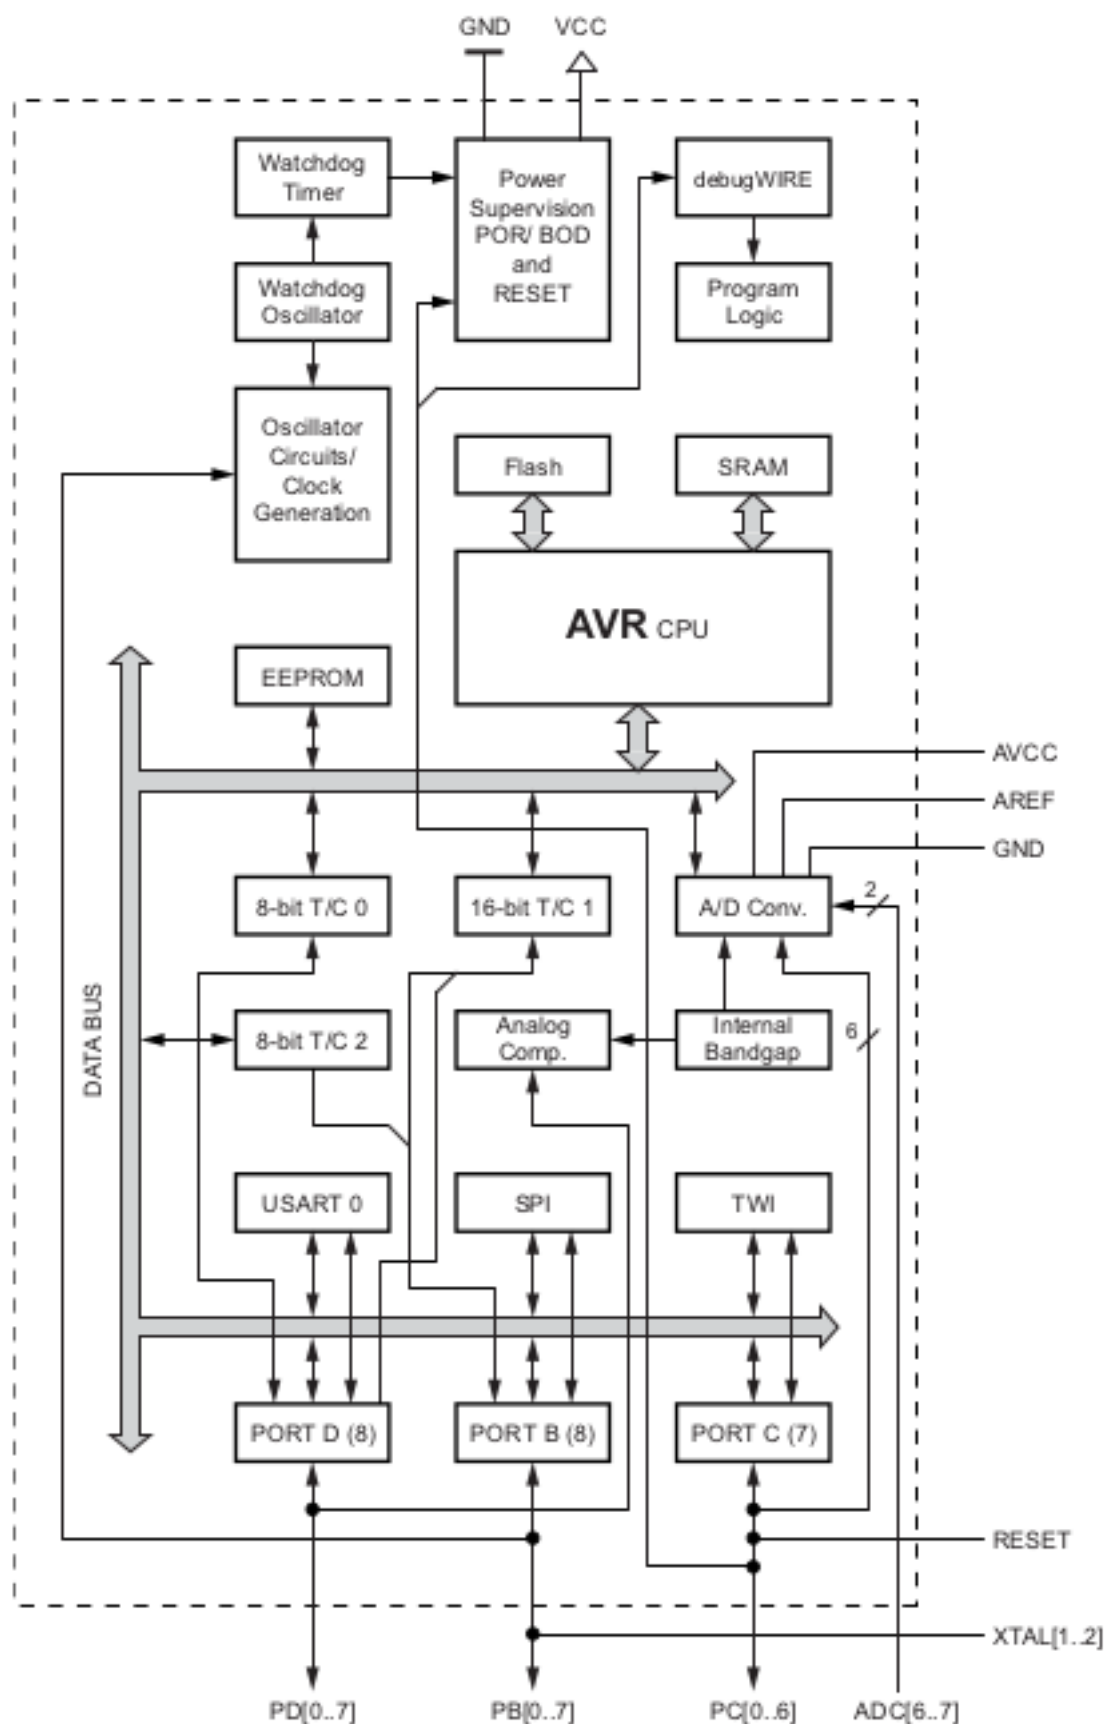 GND
VCC
Watchdog
Timer
Power
Supervision
POR/ BOD
and
RESET
debugWIRE
Watchdog
Oscillator
Program
Logic
Oscillator
Circuits/
Clock
Generation
Flash
SRAM
AVR CPU
EEPROM
AVCC
AREF
GND
8-bit T/C 0
16-bit T/C 1
A/D Conv.
2
DATA BUS
8-bit T/C 2
Analog
Comp.
Internal
Bandgap
6
USART 0
SPI
TWI
PORT D (8)
PORT B (8)
PORT C (7)
RESET
XTAL[1..2]
PD[0..7]
PB[0..7]
PC[0..6]
ADC[6..7]